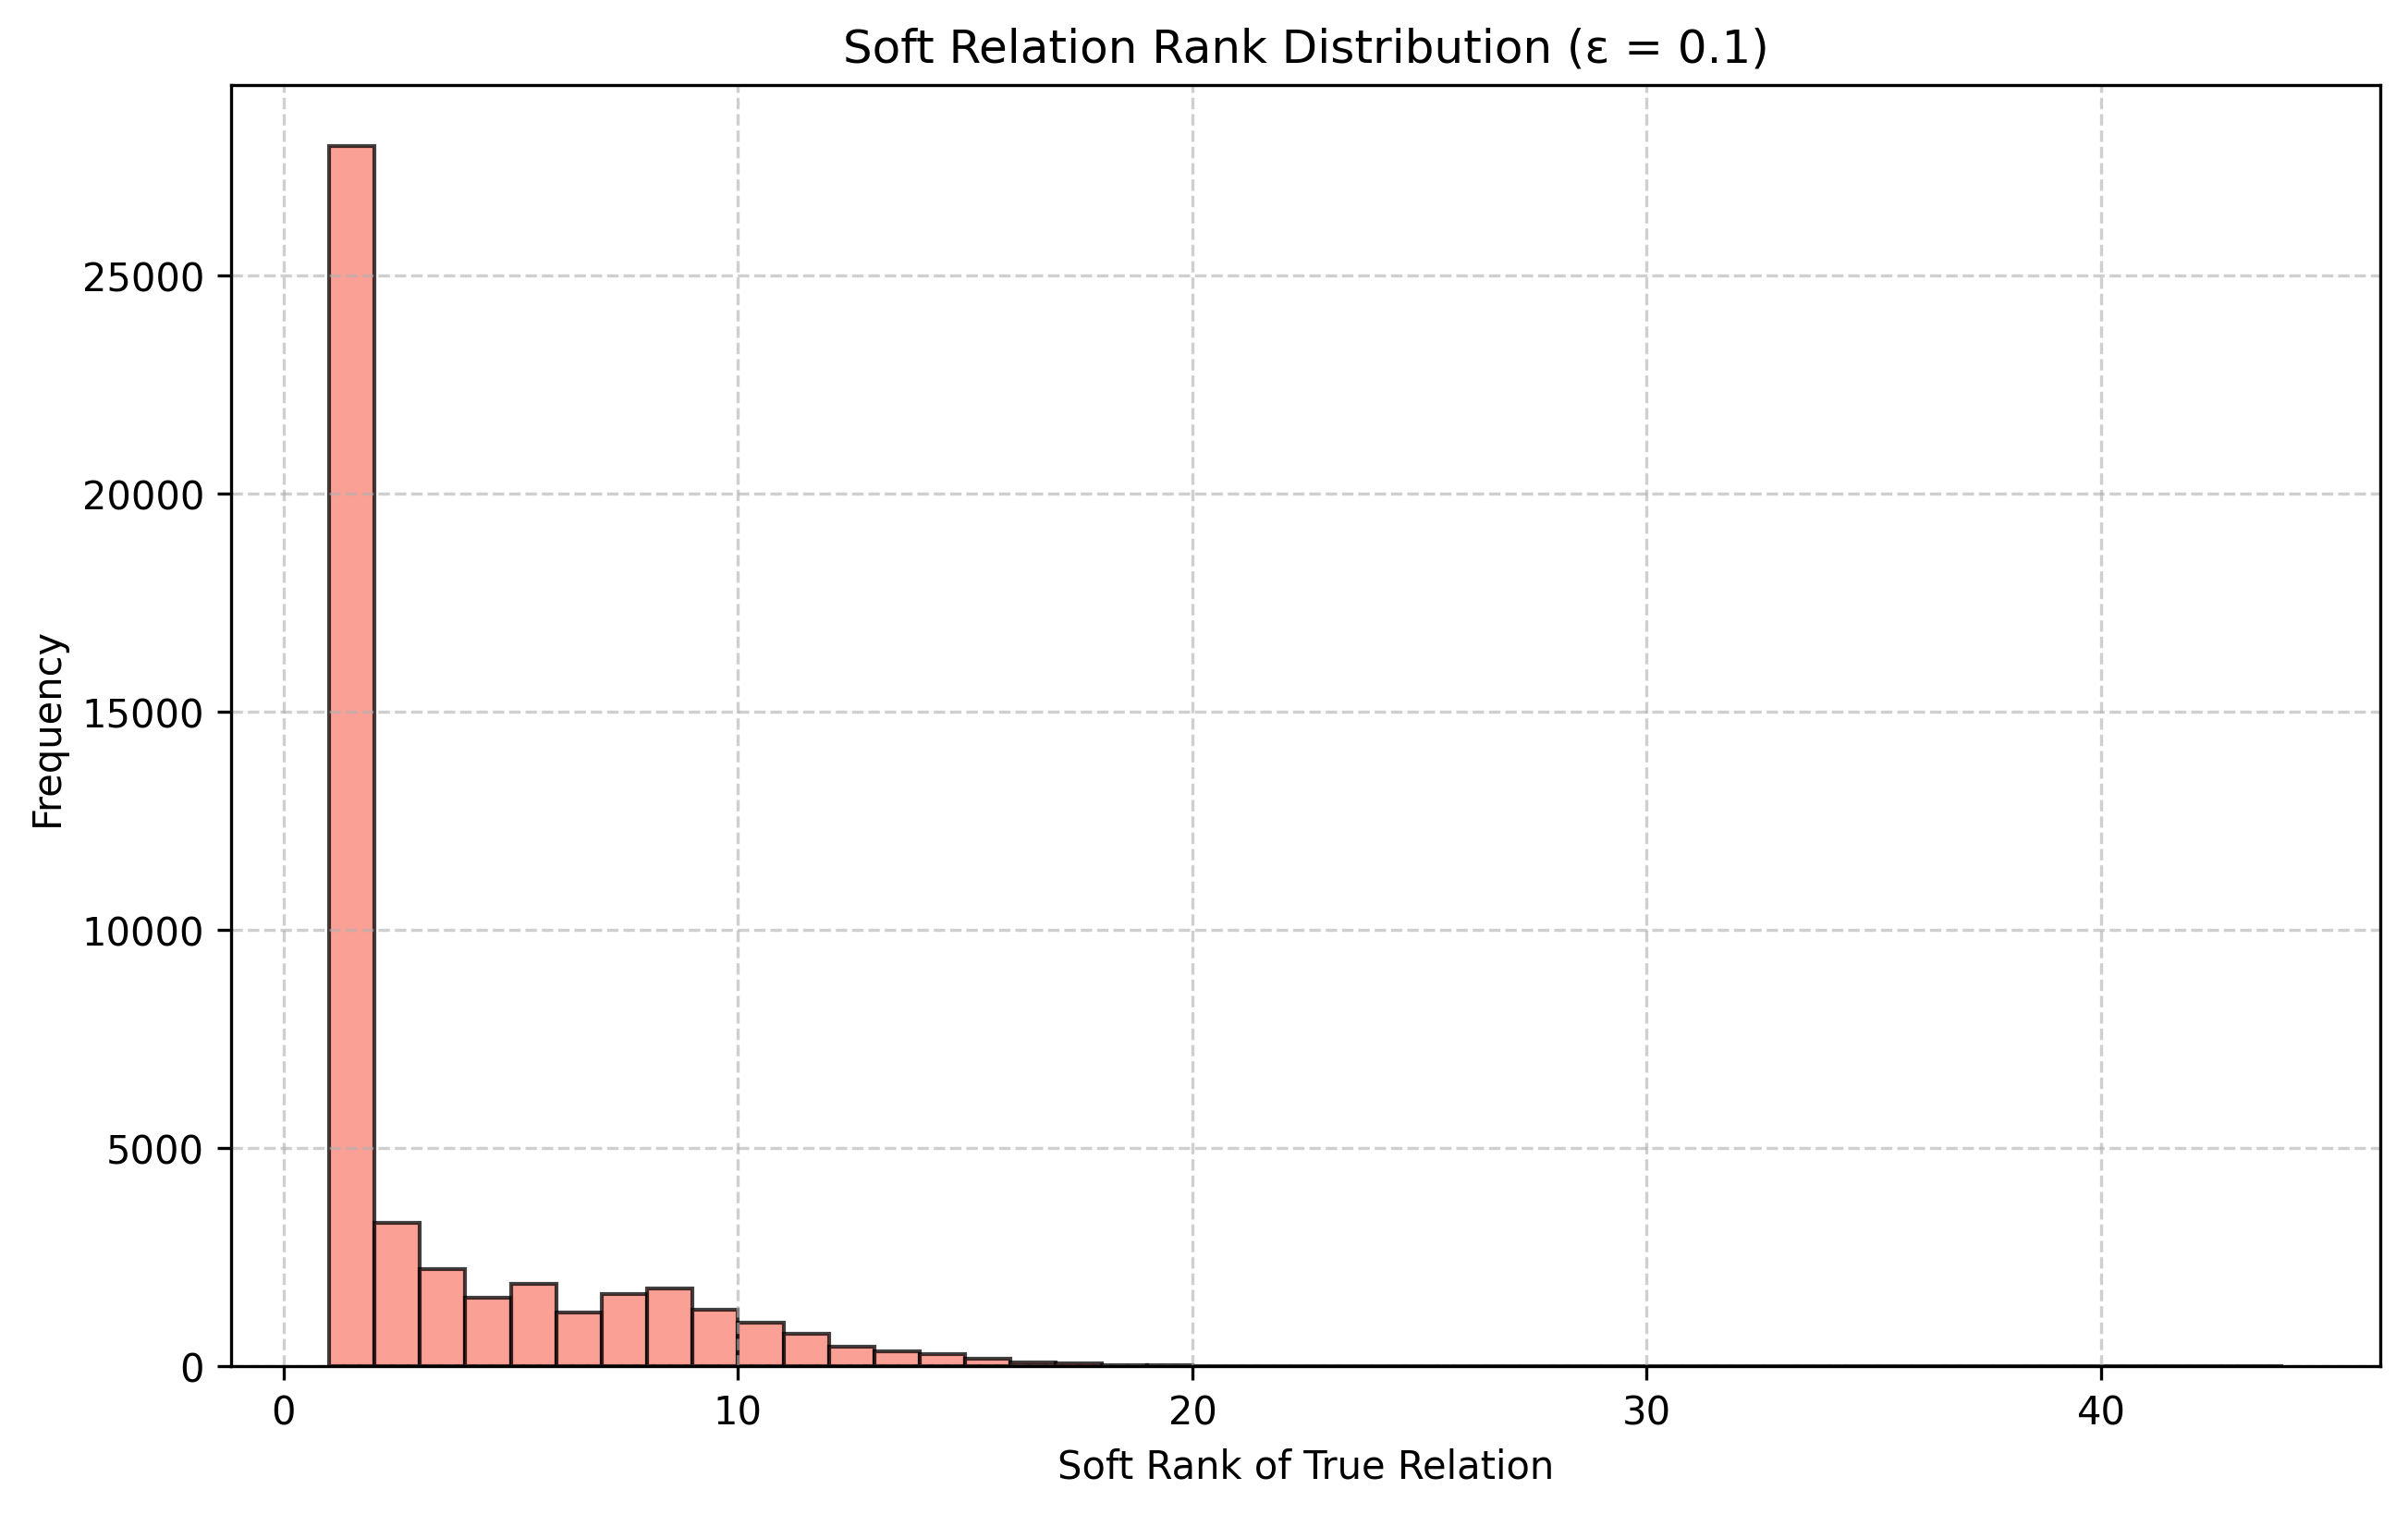 Soft Relation Rank Distribution (ε = 0.1)
Frequency
25000
20000
15000
10000
5000
0
0 10 20 30 40
Soft Rank of True Relation